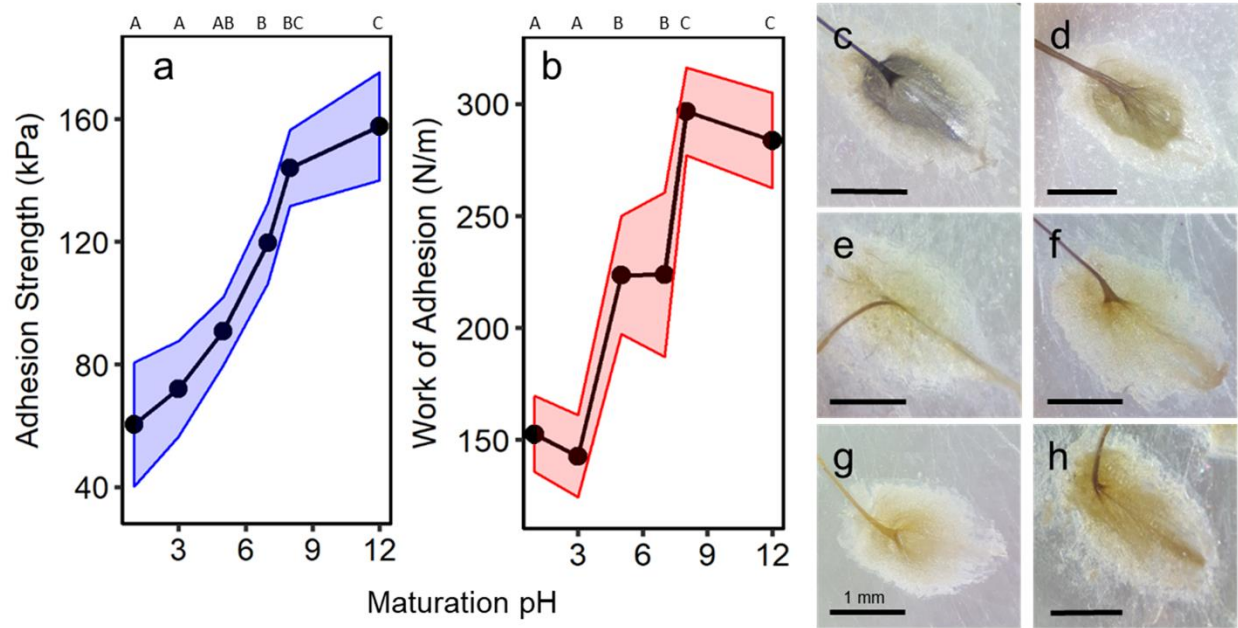 A A AB B BC C
a
Adhesion Strength (kPa)
160
120
80
40
3 6 9 12
A A B B C C
b
Work of Adhesion (N/m)
300
250
200
150
3 6 9 12
Maturation pH
c
d
e
f
g
1 mm
h